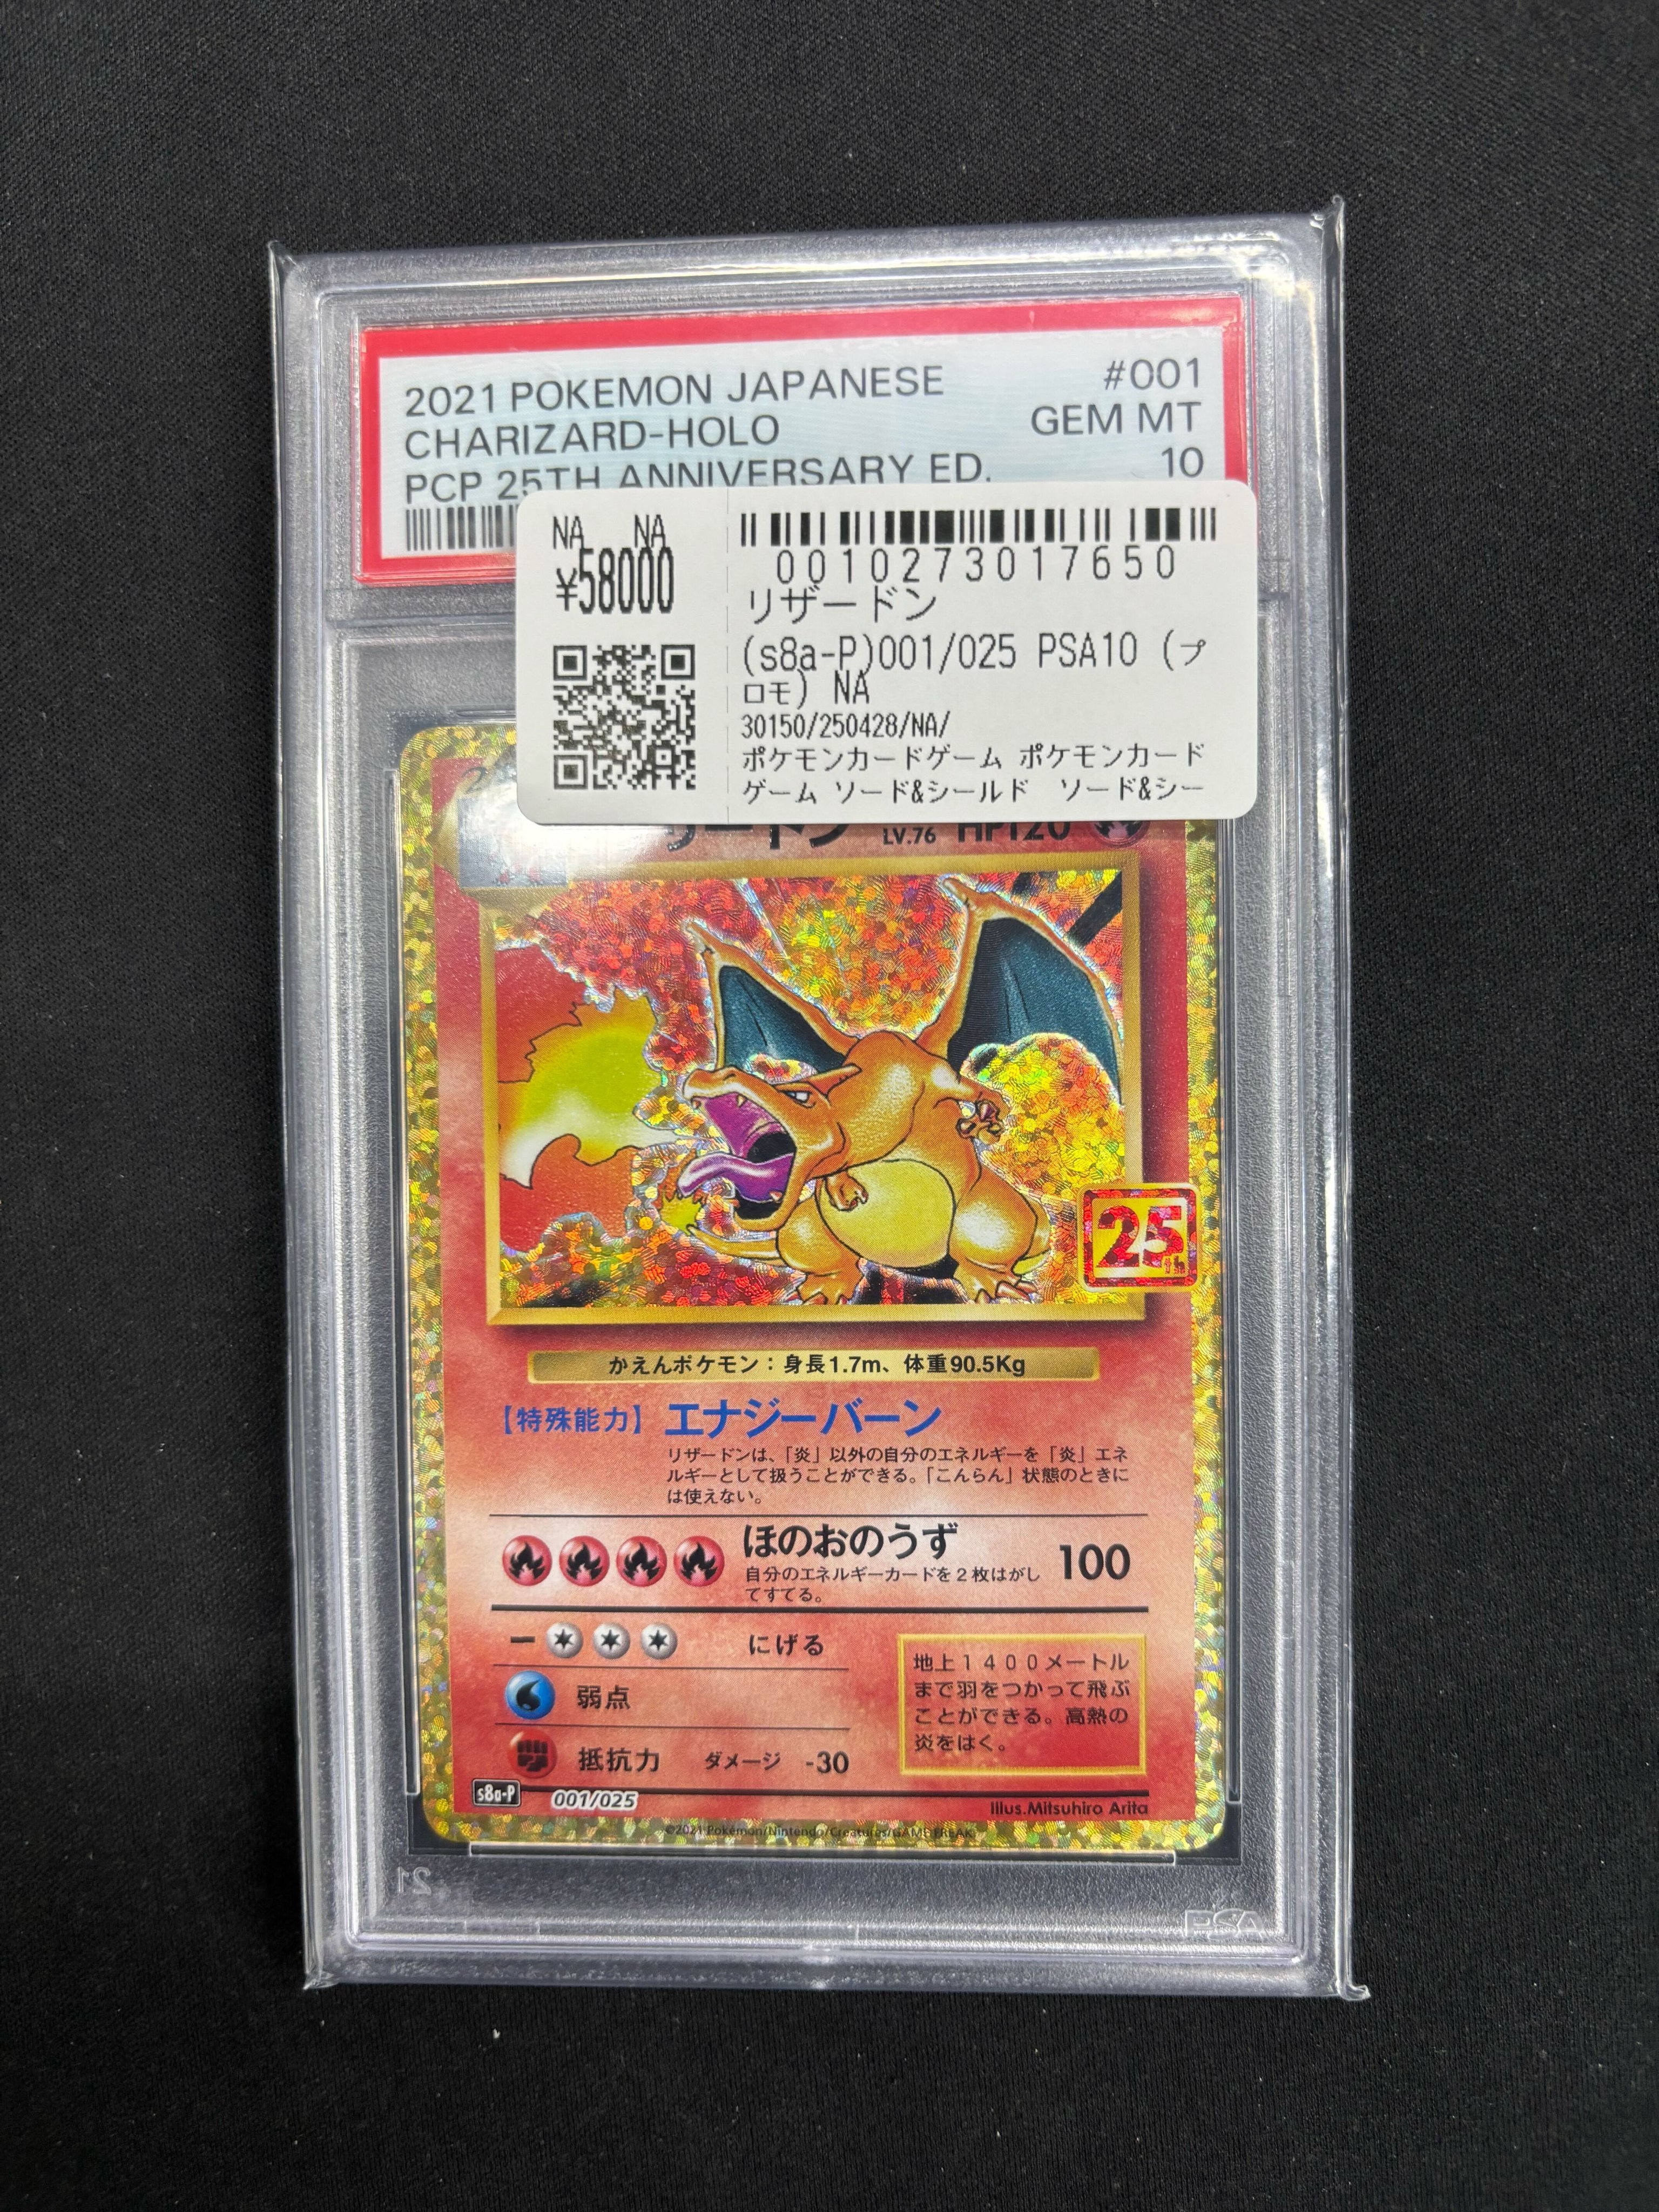 2021 POKEMON JAPANESE #001
CHARIZARD-HOLO GEM MT
PCP 25TH ANNIVERSARY ED. 10
NA NA
¥58000
0010273017650
リザードン
(s8a-P)001/025 PSA10 (プ
ロモ) NA
30150/250428/NA/
ポケモンカードゲーム ポケモンカード
ゲーム ソード&シールド ソード&シー
LV.76 HP120
25th
かえんポケモン:身長1.7m、体重90.5Kg
【特殊能力】 エナジーバーン
リザードンは、「炎」以外の自分のエネルギーを「炎」エネ
ルギーとして扱うことができる。「こんらん」状態のときに
は使えない。
ほのおのうず 100
自分のエネルギーカードを2枚はがし
てすてる。
にげる
弱点
抵抗力 ダメージ -30
地上1400メートル
まで羽をつかって飛ぶ
ことができる。高熱の
炎をはく。
s8a-P 001/025
Illus.Mitsuhiro Arita
©2021 Pokémon/Nintendo/Creatures/GAME FREAK
21
PSA